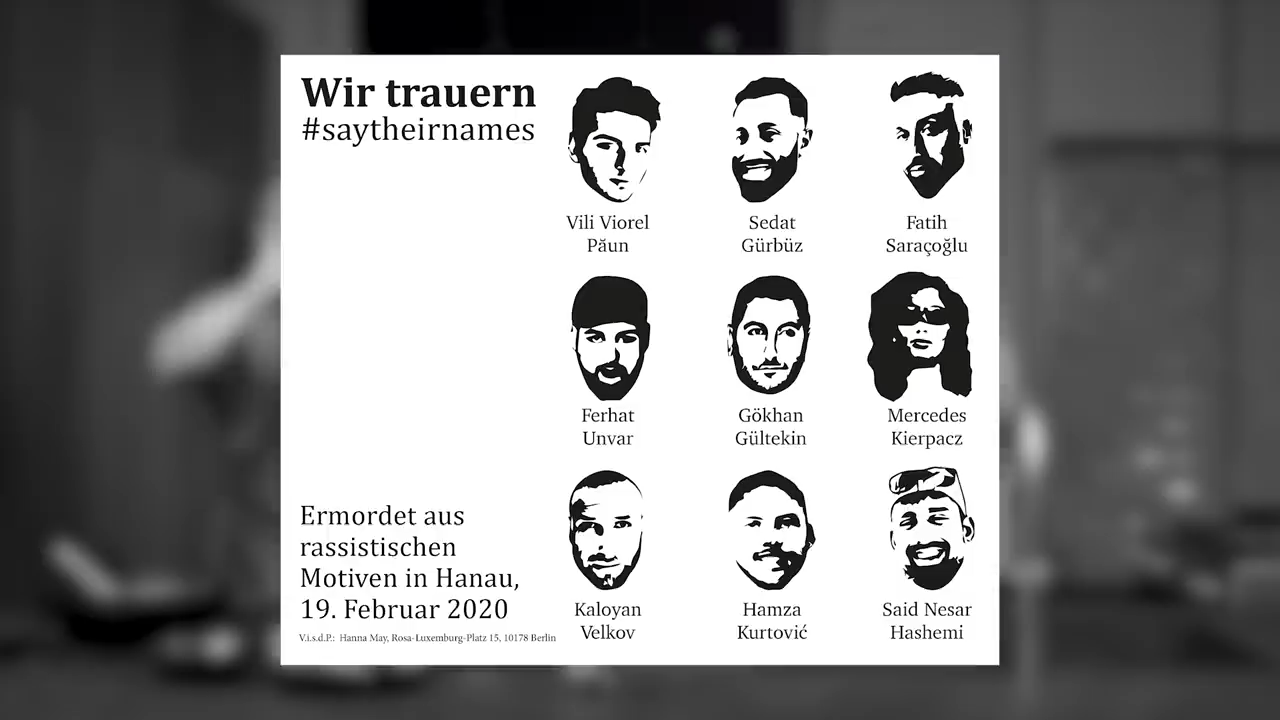 Wir trauern
#saytheirnames
Vili Viorel
Păun
Sedat
Gürbüz
Fatih
Saraçoğlu
Ferhat
Unvar
Gökhan
Gültekin
Mercedes
Kierpacz
Kaloyan
Velkov
Hamza
Kurtović
Said Nesar
Hashemi
Ermordet aus
rassistischen
Motiven in Hanau,
19. Februar 2020
V.i.s.d.P.: Hanna May, Rosa-Luxemburg-Platz 15, 10178 Berlin